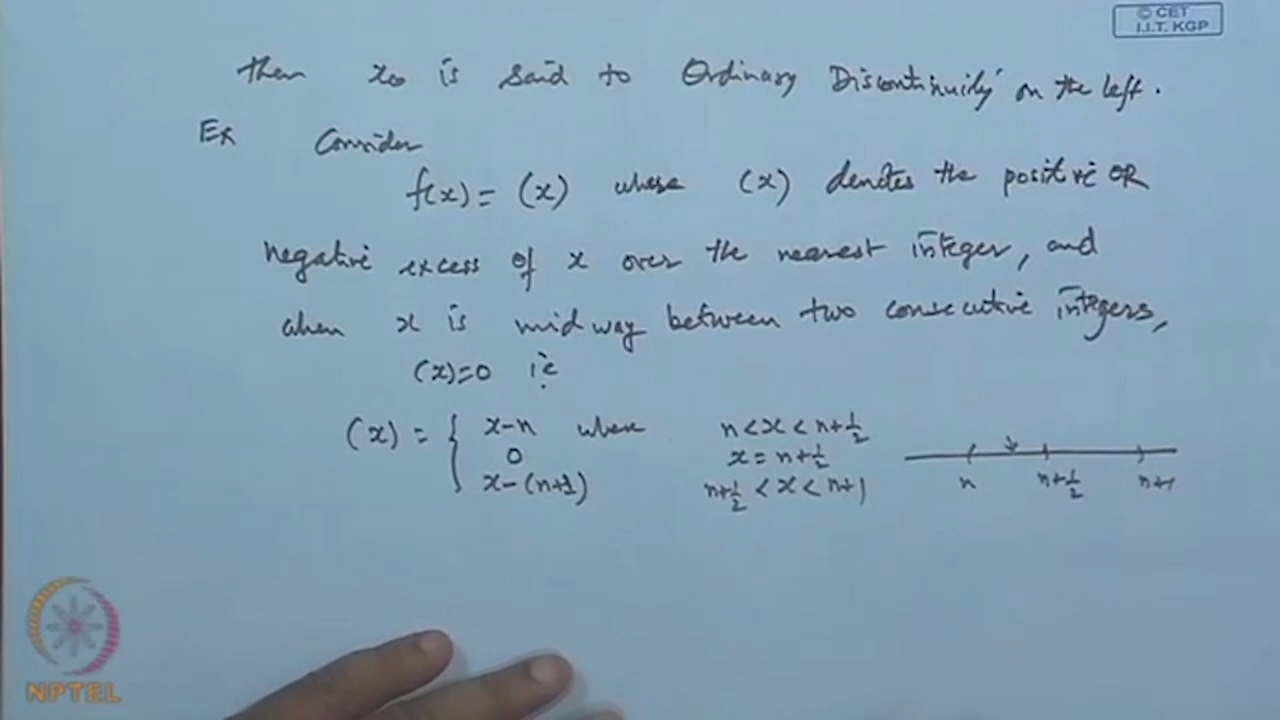 © CET
I.I.T. KGP
then x₀ is said to Ordinary Discontinuity on the left.
Ex Consider
f(x) = (x) where (x) denotes the positive OR
negative excess of x over the nearest integer, and
when x is midway between two consecutive integers,
(x)=0 ie
(x) = { x-n where n<x<n+½
0 x=n+½
x-(n+1) n+½<x<n+1
n n+½ n+1
NPTEL